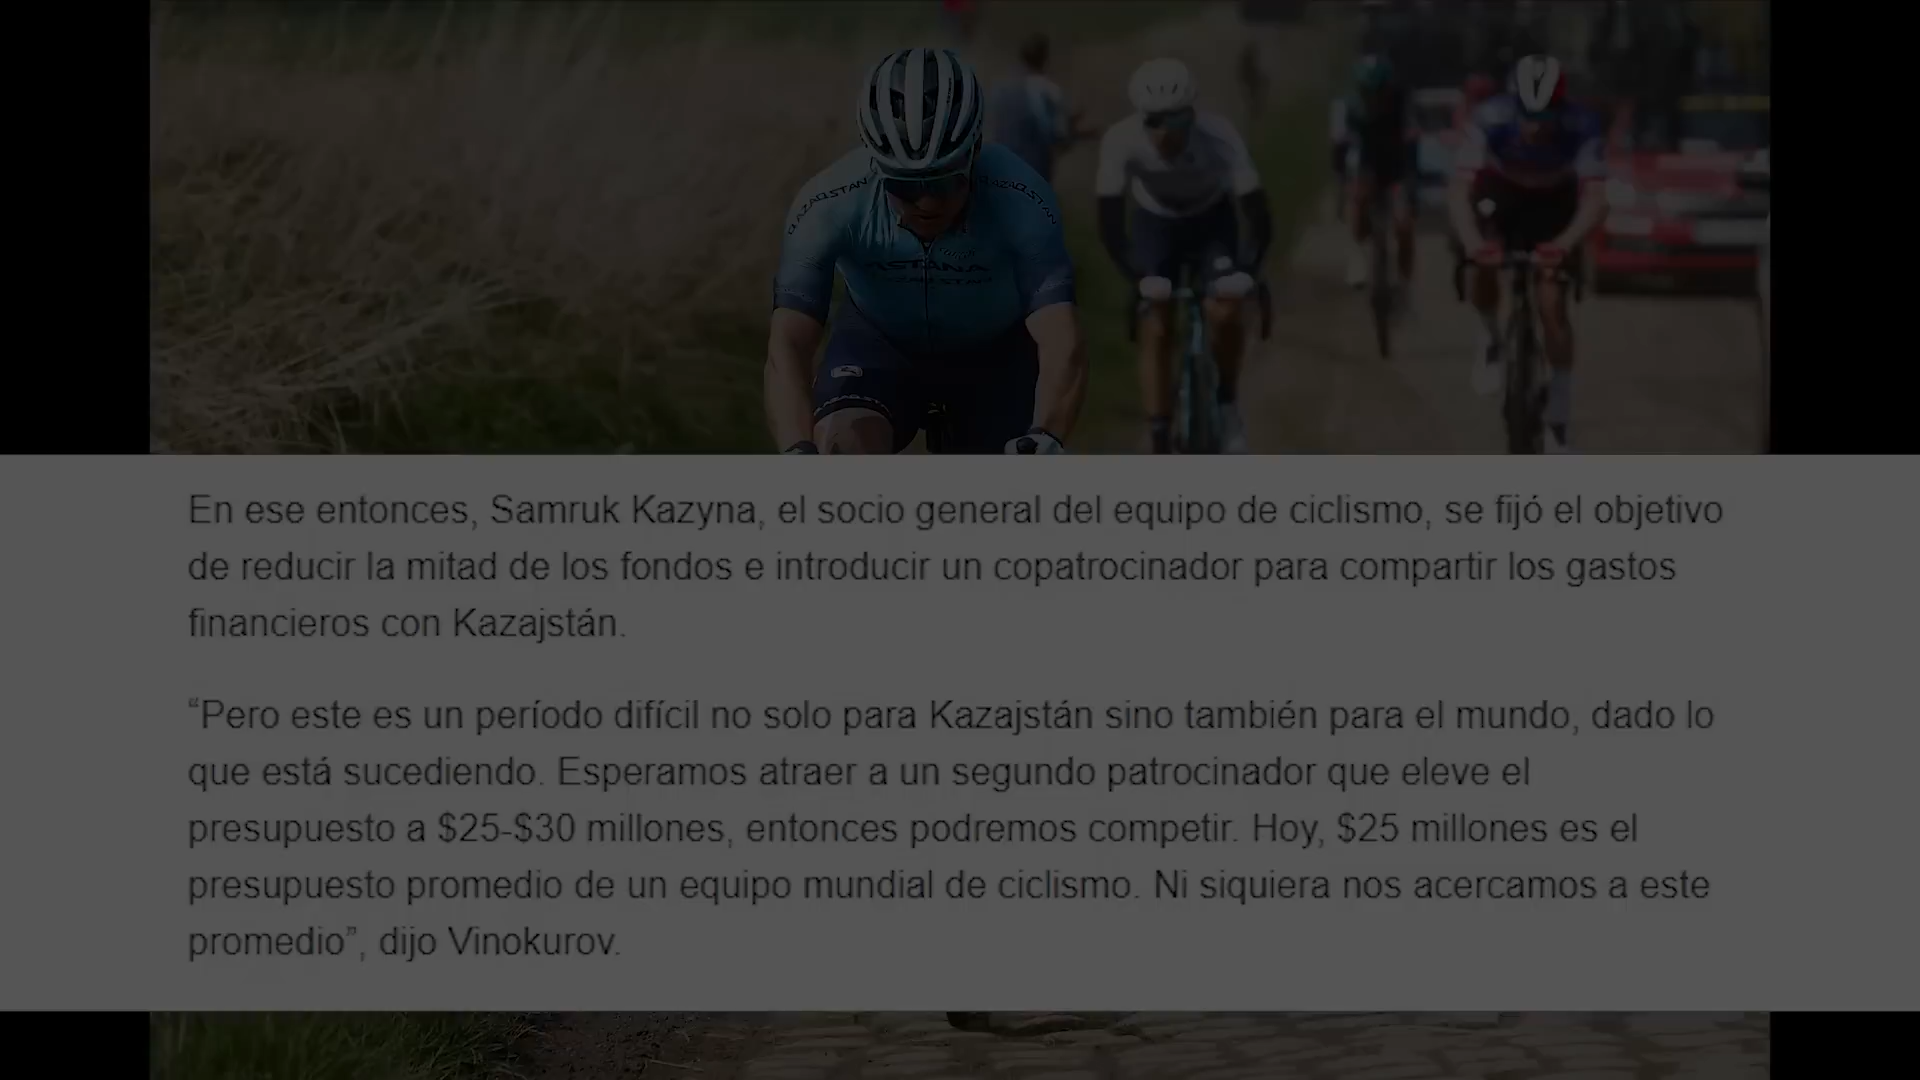 QAZAQSTAN
QAZAQSTAN
ASTANA
En ese entonces, Samruk Kazyna, el socio general del equipo de ciclismo, se fijó el objetivo
de reducir la mitad de los fondos e introducir un copatrocinador para compartir los gastos
financieros con Kazajstán.
“Pero este es un período difícil no solo para Kazajstán sino también para el mundo, dado lo
que está sucediendo. Esperamos atraer a un segundo patrocinador que eleve el
presupuesto a $25-$30 millones, entonces podremos competir. Hoy, $25 millones es el
presupuesto promedio de un equipo mundial de ciclismo. Ni siquiera nos acercamos a este
promedio”, dijo Vinokurov.